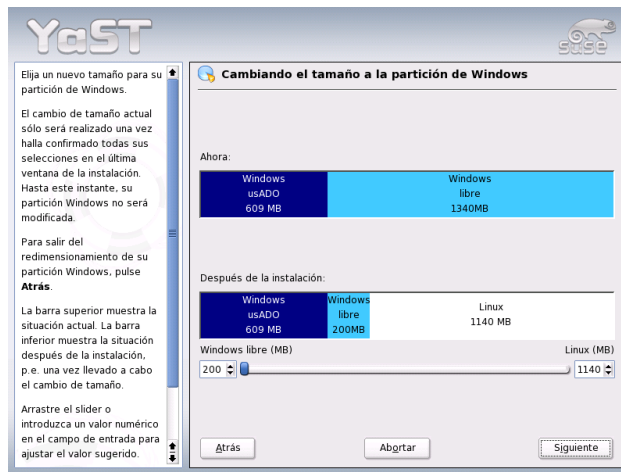 YaST
SUSE
Elija un nuevo tamaño para su
partición de Windows.
El cambio de tamaño actual
sólo será realizado una vez
halla confirmado todas sus
selecciones en el última
ventana de la instalación.
Hasta este instante, su
partición Windows no será
modificada.
Para salir del
redimensionamiento de su
partición Windows, pulse
Atrás.
La barra superior muestra la
situación actual. La barra
inferior muestra la situación
después de la instalación,
p.e. una vez llevado a cabo
el cambio de tamaño.
Arrastre el slider o
introduzca un valor numérico
en el campo de entrada para
ajustar el valor sugerido.
Cambiando el tamaño a la partición de Windows
Ahora:
Windows
usADO
609 MB
Windows
libre
1340MB
Después de la instalación:
Windows
usADO
609 MB
Windows
libre
200MB
Linux
1140 MB
Windows libre (MB)
Linux (MB)
200
1140
Atrás
Abortar
Siguiente